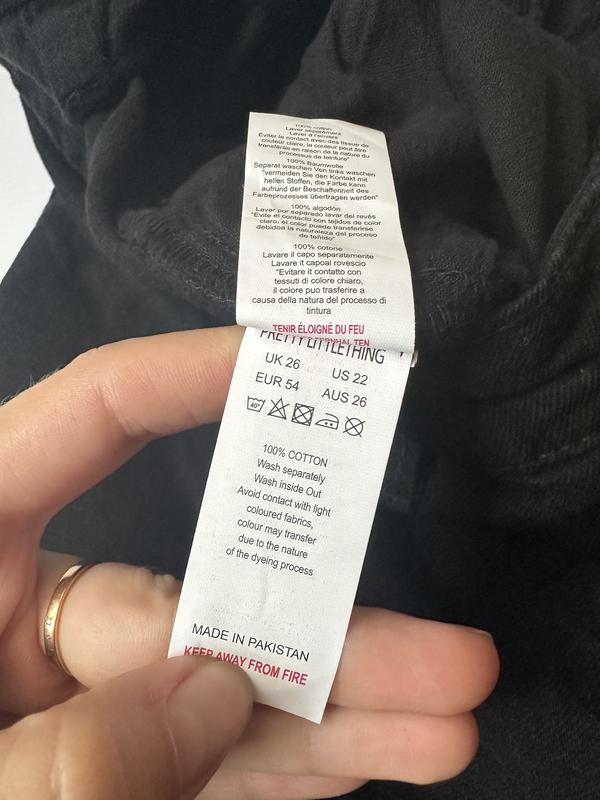 100% cotton
Laver séparément
Laver à l'envers
Éviter le contact avec des tissus de
couleur claire, la couleur peut être
transférée en raison de la nature du
processus de teinture"
100% Baumwolle
Separat waschen Von links waschen
"vermeiden Sie den Kontakt mit
hellen Stoffen, die Farbe kann
aufrund der Beschaffenheit des
Farbeprozesses übertragen werden"
100% algodón
Lavar por separado lavar del revés
"Evite el contacto con tejidos de color
claro, el color puede transferirse
debidoa la naturaleza del proceso
de teñido"
100% cotone
Lavare il capo separatamente
Lavare il capoal rovescio
"Evitare il contatto con
tessuti di colore chiaro,
il colore puo trasferire a
causa della natura del processo di
tintura
TENIR ÉLOIGNÉ DU FEU
PRETTYLITTLETHING
UK 26 US 22
EUR 54 AUS 26
40°
100% COTTON
Wash separately
Wash inside Out
Avoid contact with light
coloured fabrics,
colour may transfer
due to the nature
of the dyeing process
MADE IN PAKISTAN
KEEP AWAY FROM FIRE